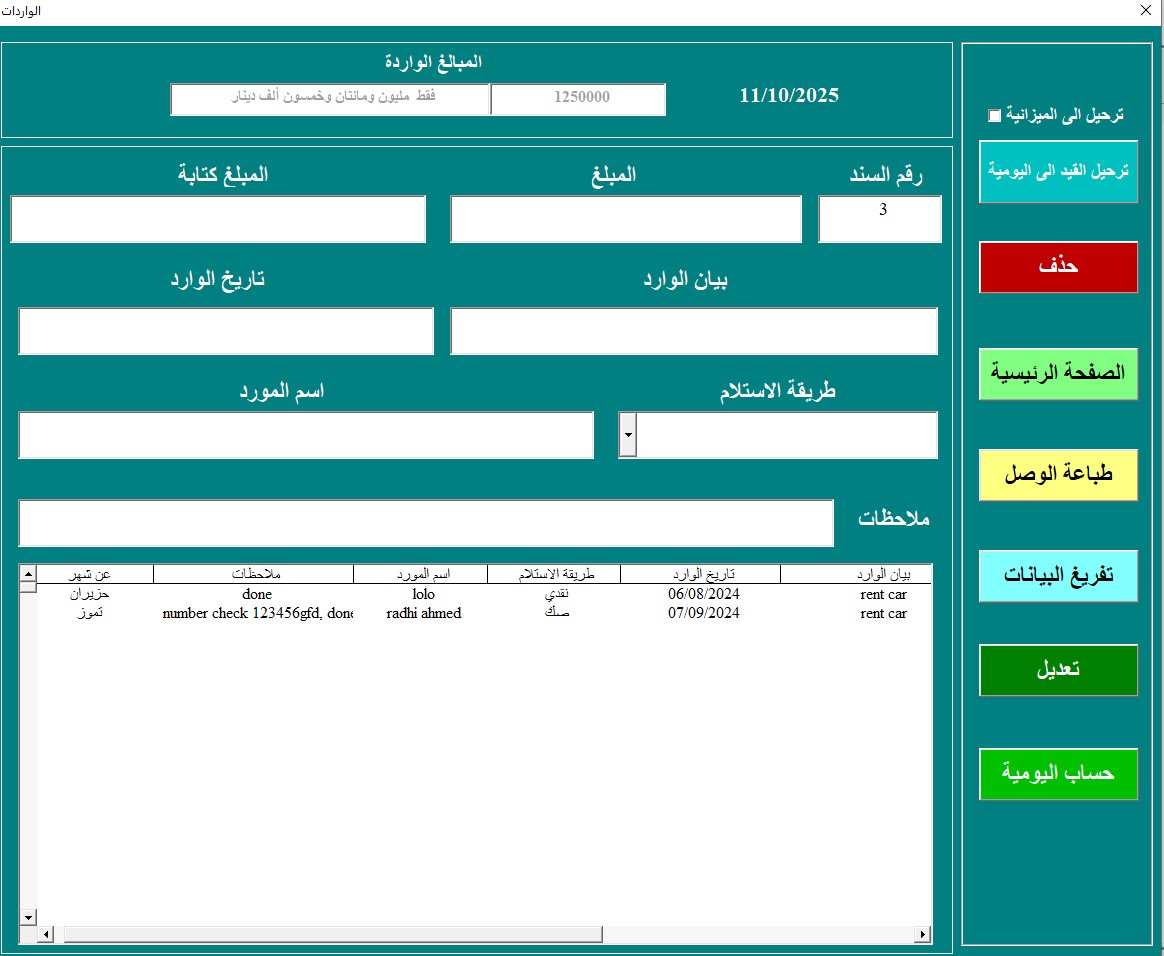 الواردات
المبالغ الواردة
11/10/2025
1250000
فقط مليون ومائتان وخمسون ألف دينار
رقم السند
المبلغ
المبلغ كتابة
3
بيان الوارد
تاريخ الوارد
طريقة الاستلام
اسم المورد
ملاحظات
بيان الوارد تاريخ الوارد طريقة الاستلام اسم المورد ملاحظات عن شهر
rent car 06/08/2024 نقدي lolo done حزيران
rent car 07/09/2024 صك radhi ahmed number check 123456gfd, done تموز
ترحيل الى الميزانية
ترحيل القيد الى اليومية
حذف
الصفحة الرئيسية
طباعة الوصل
تفريغ البيانات
تعديل
حساب اليومية